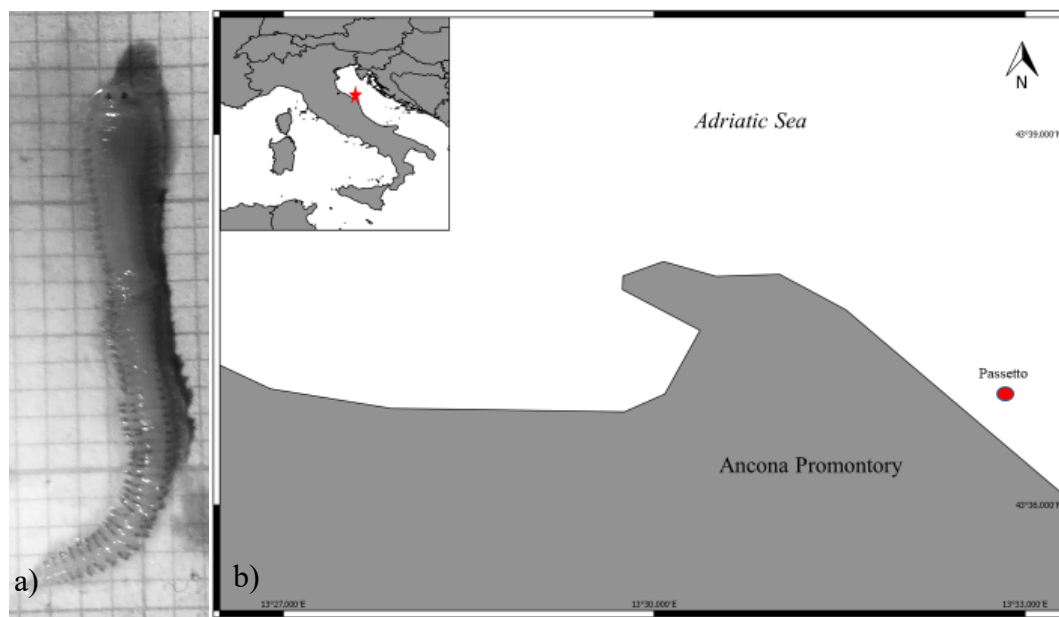 N
Adriatic Sea
43°39,000'N
Passetto
Ancona Promontory
43°36,000'N
a)
b)
13°27,000'E
13°30,000'E
13°33,000'E